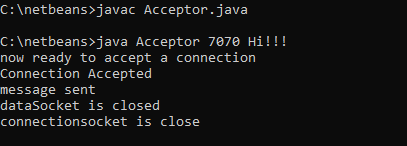 C:\netbeans>javac Acceptor.java
C:\netbeans>java Acceptor 7070 Hi!!!
now ready to accept a connection
Connection Accepted
message sent
dataSocket is closed
connectionsocket is close